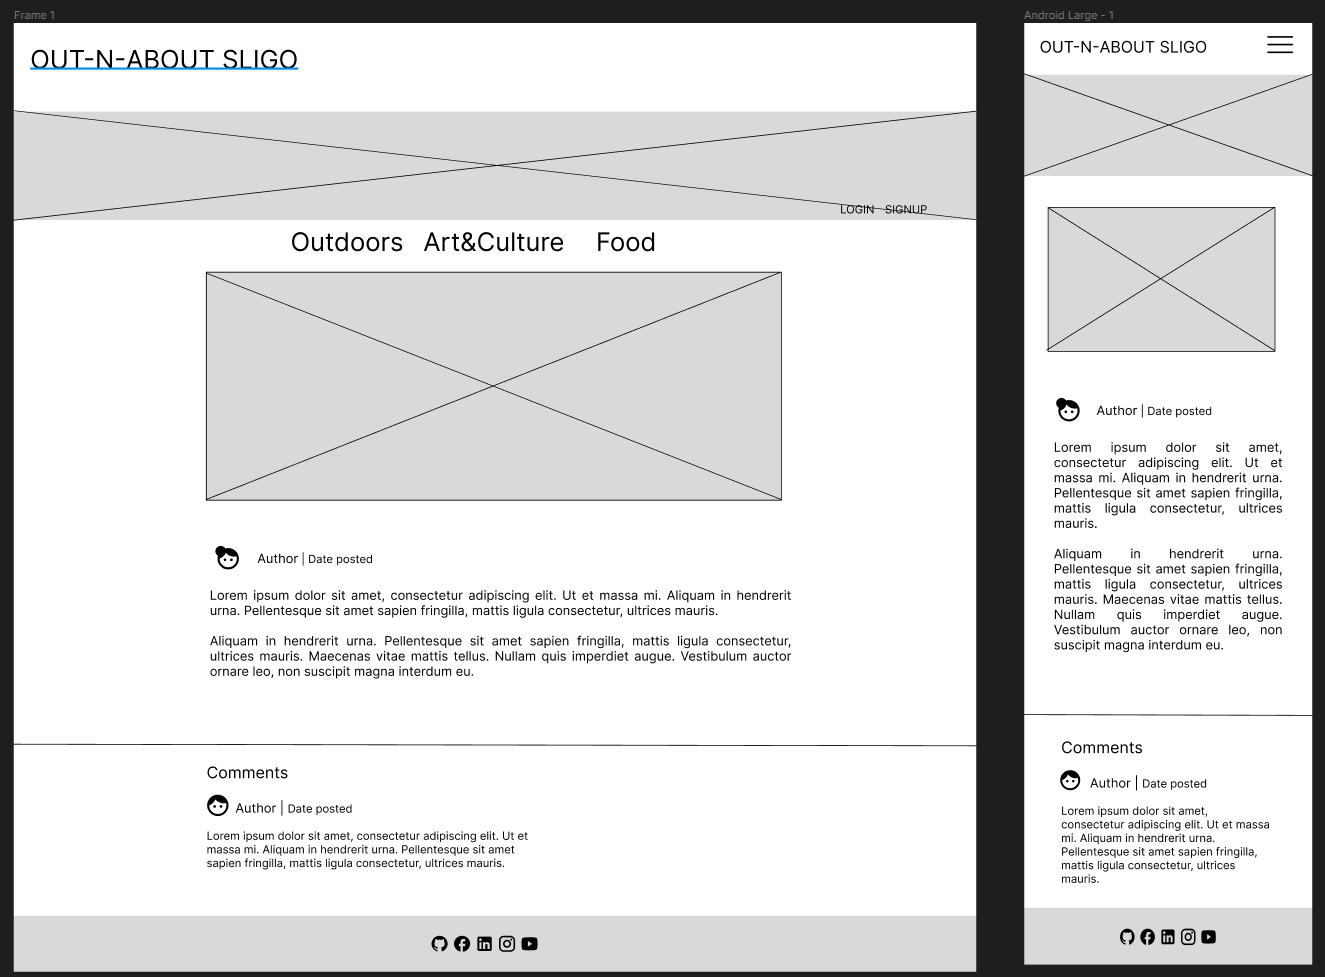 Frame 1
OUT-N-ABOUT SLIGO
LOGIN SIGNUP
Outdoors Art&Culture Food
Author | Date posted
Lorem ipsum dolor sit amet, consectetur adipiscing elit. Ut et massa mi. Aliquam in hendrerit
urna. Pellentesque sit amet sapien fringilla, mattis ligula consectetur, ultrices mauris.
Aliquam in hendrerit urna. Pellentesque sit amet sapien fringilla, mattis ligula consectetur,
ultrices mauris. Maecenas vitae mattis tellus. Nullam quis imperdiet augue. Vestibulum auctor
ornare leo, non suscipit magna interdum eu.
Comments
Author | Date posted
Lorem ipsum dolor sit amet, consectetur adipiscing elit. Ut et
massa mi. Aliquam in hendrerit urna. Pellentesque sit amet
sapien fringilla, mattis ligula consectetur, ultrices mauris.
Android Large - 1
OUT-N-ABOUT SLIGO
Author | Date posted
Lorem ipsum dolor sit amet,
consectetur adipiscing elit. Ut et
massa mi. Aliquam in hendrerit urna.
Pellentesque sit amet sapien fringilla,
mattis ligula consectetur, ultrices
mauris.
Aliquam in hendrerit urna.
Pellentesque sit amet sapien fringilla,
mattis ligula consectetur, ultrices
mauris. Maecenas vitae mattis tellus.
Nullam quis imperdiet augue.
Vestibulum auctor ornare leo, non
suscipit magna interdum eu.
Comments
Author | Date posted
Lorem ipsum dolor sit amet,
consectetur adipiscing elit. Ut et massa
mi. Aliquam in hendrerit urna.
Pellentesque sit amet sapien fringilla,
mattis ligula consectetur, ultrices
mauris.